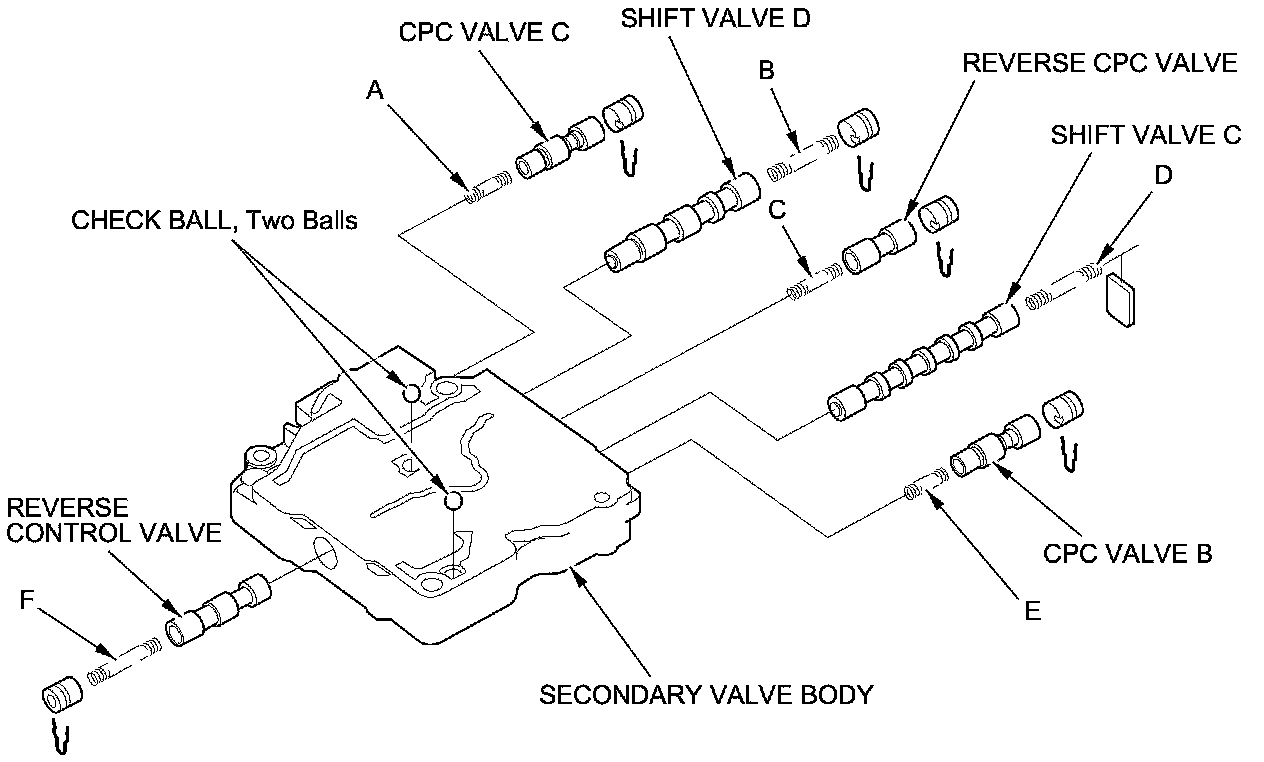 SHIFT VALVE D
CPC VALVE C
REVERSE CPC VALVE
B
A
SHIFT VALVE C
D
C
CHECK BALL, Two Balls
REVERSE
CONTROL VALVE
CPC VALVE B
F
E
SECONDARY VALVE BODY